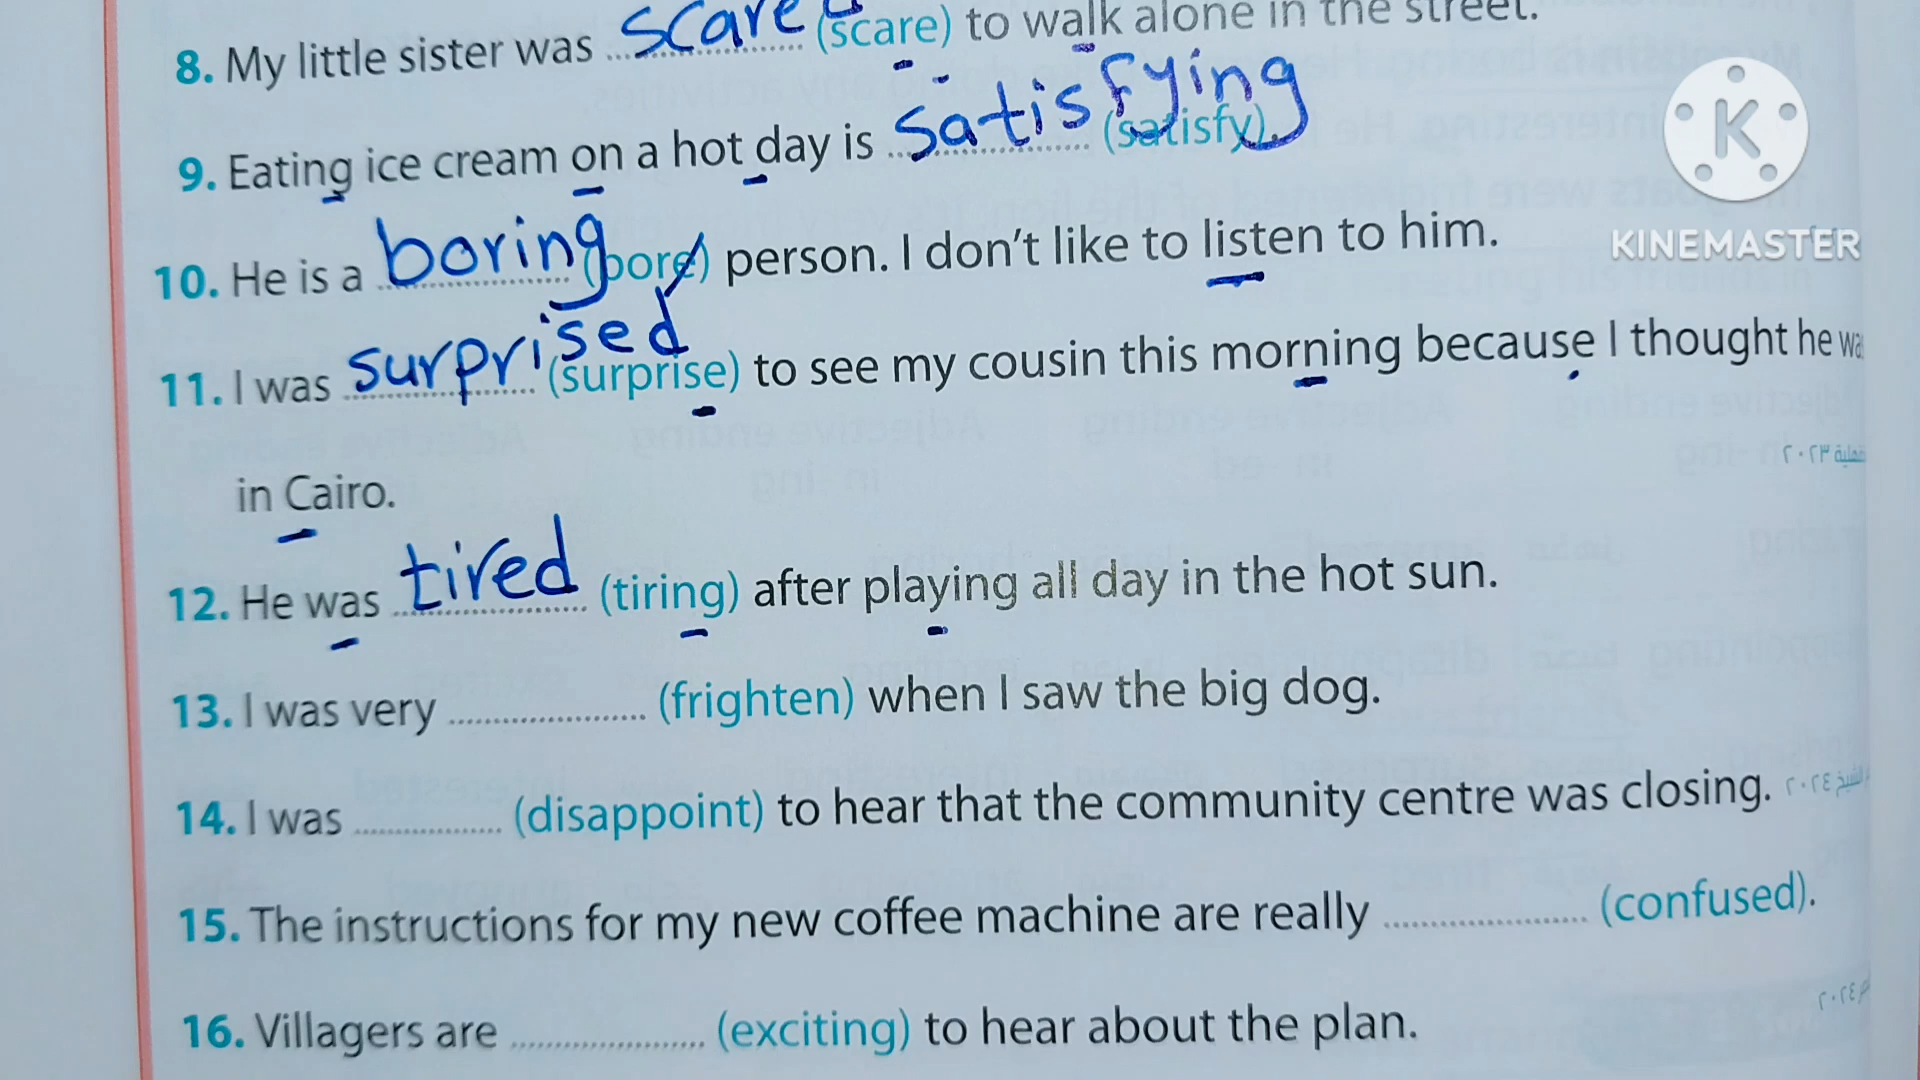 8. My little sister was scared (scare) to walk alone in the street.
9. Eating ice cream on a hot day is satisfying (satisfy).
10. He is a boring (bore) person. I don't like to listen to him.
11. I was surprised (surprise) to see my cousin this morning because I thought he wa
in Cairo.
12. He was tired (tiring) after playing all day in the hot sun.
13. I was very .................... (frighten) when I saw the big dog.
14. I was .................... (disappoint) to hear that the community centre was closing.
15. The instructions for my new coffee machine are really .................... (confused).
16. Villagers are .................... (exciting) to hear about the plan.
KINEMASTER